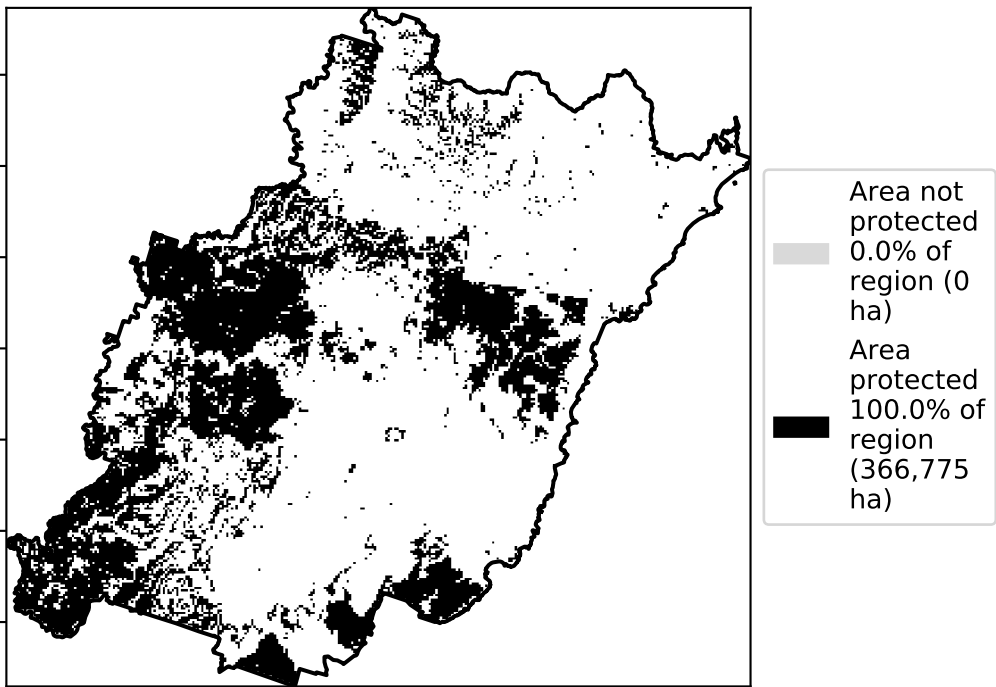 Area not
protected
0.0% of
region (0
ha)
Area
protected
100.0% of
region
(366,775
ha)